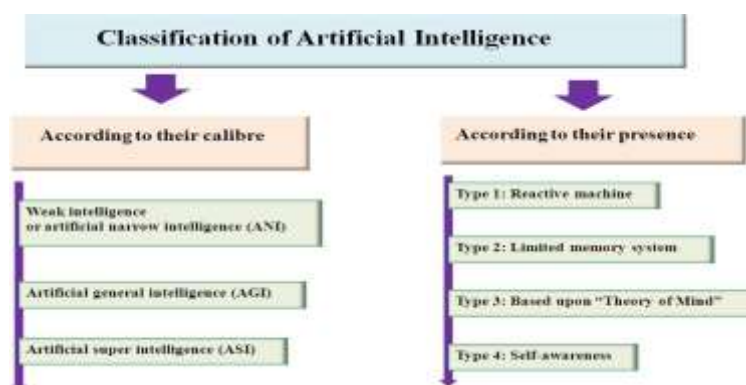 Classification of Artificial Intelligence
According to their calibre
Weak intelligence
or artificial narrow intelligence (ANI)
Artificial general intelligence (AGI)
Artificial super intelligence (ASI)
According to their presence
Type 1: Reactive machine
Type 2: Limited memory system
Type 3: Based upon “Theory of Mind”
Type 4: Self-awareness